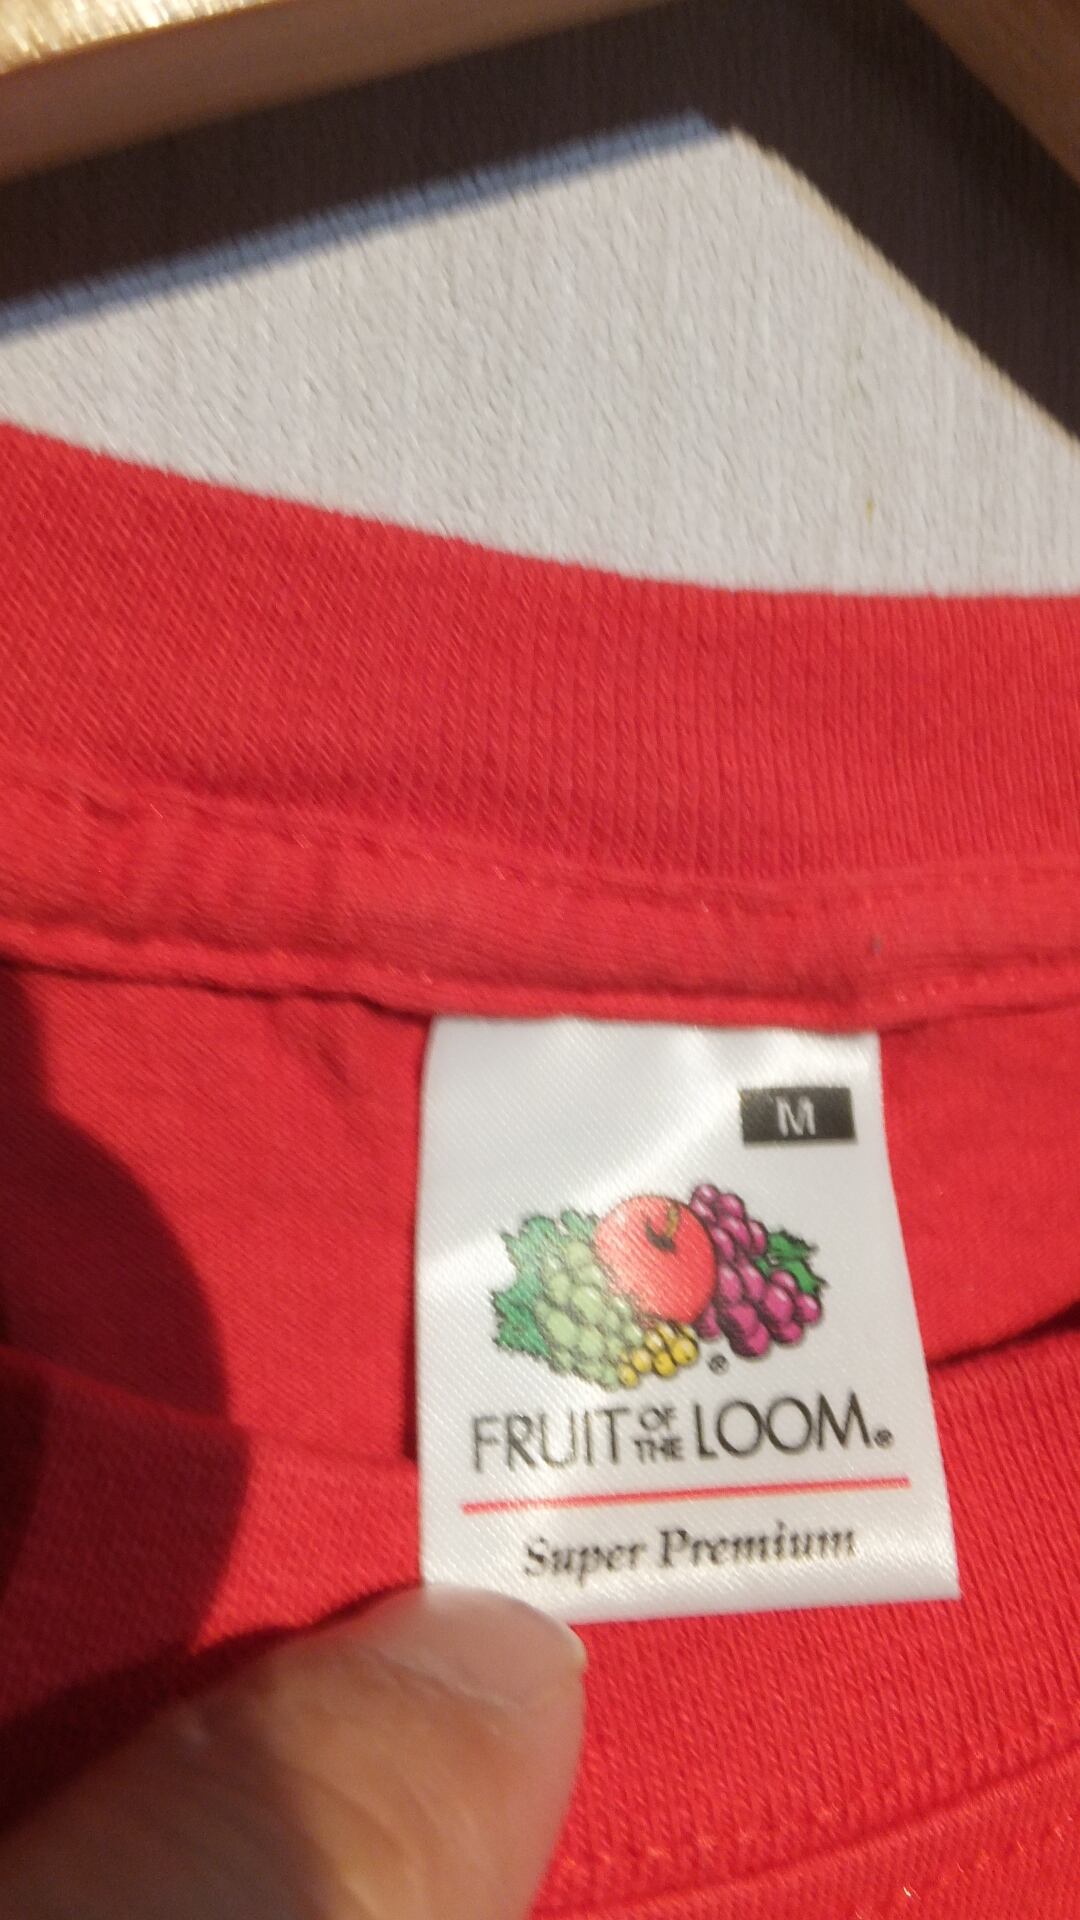 M
®
FRUIT OF THE LOOM®
Super Premium